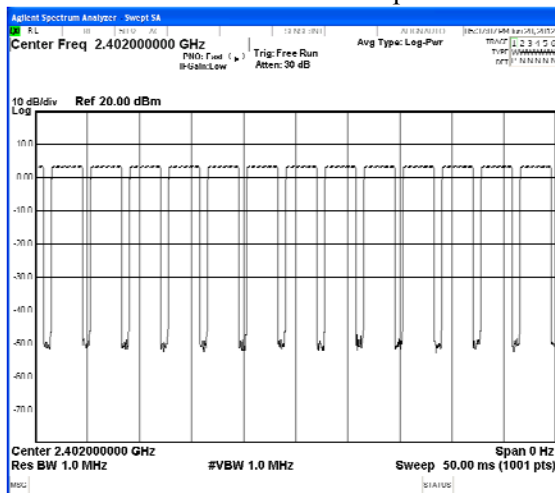 Agilent Spectrum Analyzer Swept SA
RL
Center Freq 2.402000000 GHz
PNO: Fast
IFGain:Low
Trig: Free Run
Atten: 30 dB
Avg Type: Log-Pwr
TRACE 1 2 3 4 5 6
TYPE
DET P N N N N N
10 dB/div Ref 20.00 dBm
Log
10.0
0.00
-10.0
-20.0
-30.0
-40.0
-50.0
-60.0
-70.0
Center 2.402000000 GHz
Span 0 Hz
Res BW 1.0 MHz
#VBW 1.0 MHz
Sweep 50.00 ms (1001 pts)
MSG
STATUS